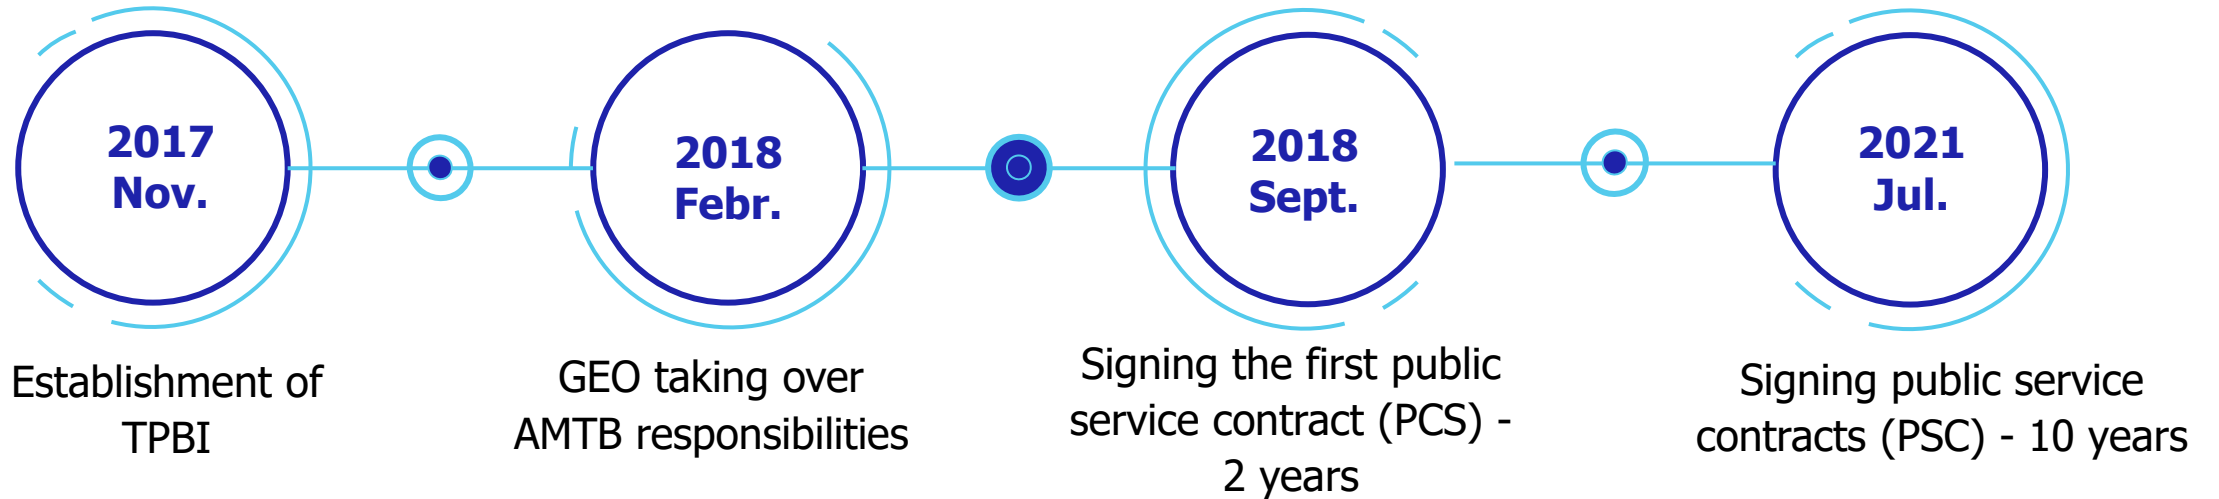 2017
Nov.
Establishment of
TPBI
2018
Febr.
GEO taking over
AMTB responsibilities
2018
Sept.
Signing the first public
service contract (PCS) -
2 years
2021
Jul.
Signing public service
contracts (PSC) - 10 years